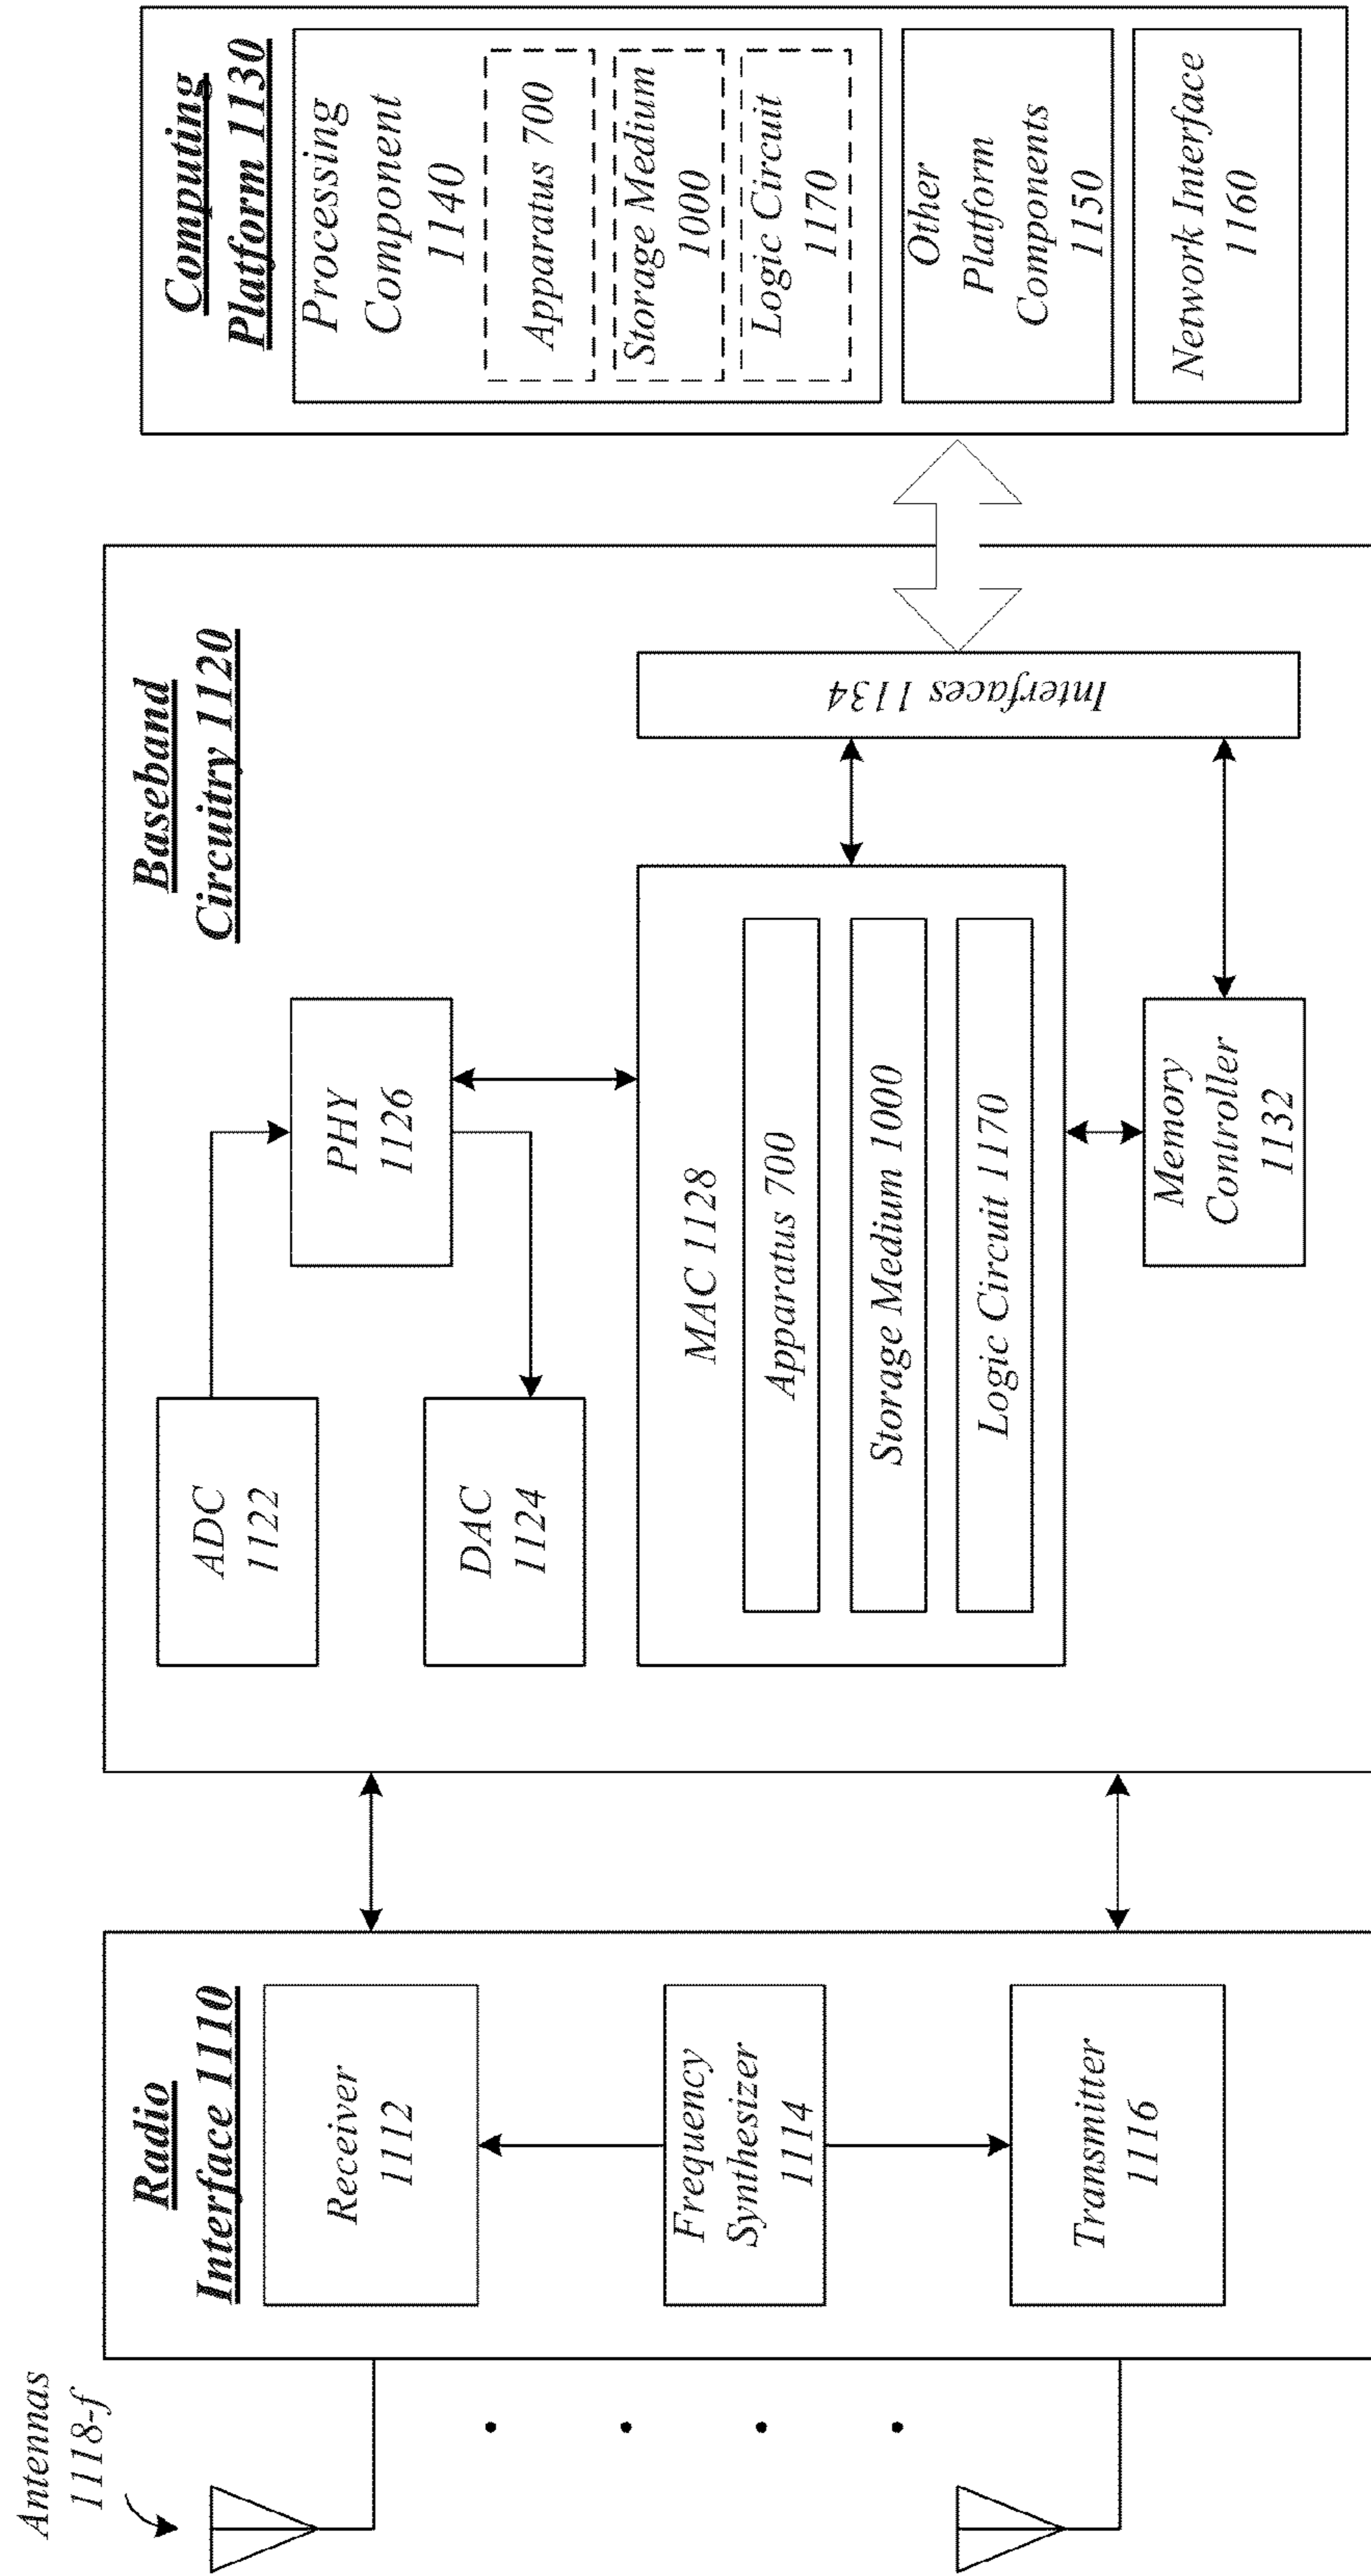 Antennas
1118-f
Radio
Interface 1110
Receiver
1112
Frequency
Synthesizer
1114
Transmitter
1116
Baseband
Circuitry 1120
ADC
1122
DAC
1124
PHY
1126
MAC 1128
Apparatus 700
Storage Medium 1000
Logic Circuit 1170
Memory
Controller
1132
Interfaces 1134
Computing
Platform 1130
Processing
Component
1140
Apparatus 700
Storage Medium
1000
Logic Circuit
1170
Other
Platform
Components
1150
Network Interface
1160